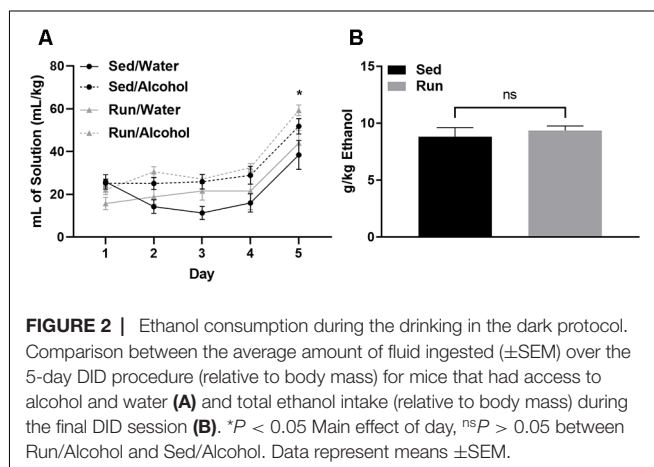 A
B
Sed/Water
Sed/Alcohol
Run/Water
Run/Alcohol
*
mL of Solution (mL/kg)
80
60
40
20
0
1 2 3 4 5
Day
Sed
Run
ns
g/kg Ethanol
15
10
5
0
FIGURE 2 | Ethanol consumption during the drinking in the dark protocol.
Comparison between the average amount of fluid ingested (±SEM) over the
5-day DID procedure (relative to body mass) for mice that had access to
alcohol and water (A) and total ethanol intake (relative to body mass) during
the final DID session (B). *P < 0.05 Main effect of day, nsP > 0.05 between
Run/Alcohol and Sed/Alcohol. Data represent means ±SEM.